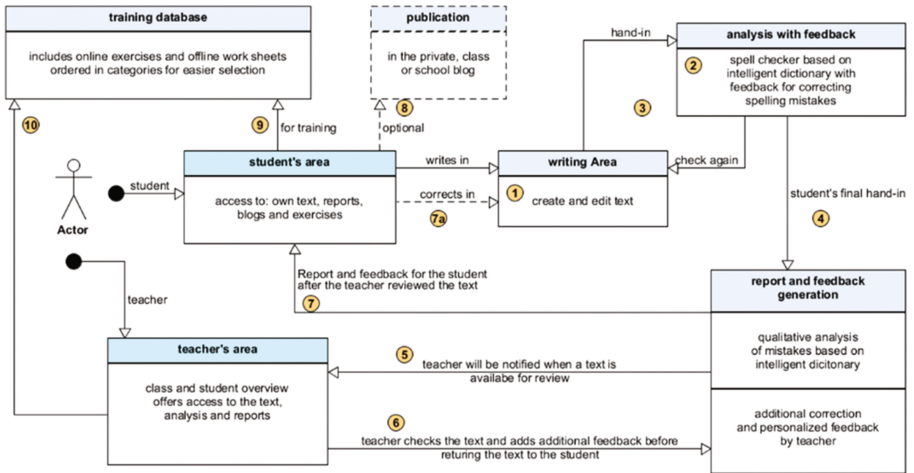 training database
includes online exercises and offline work sheets
ordered in categories for easier selection
publication
in the private, class
or school blog
hand-in
analysis with feedback
2
spell checker based on
intelligent dictionary with
feedback for correcting
spelling mistakes
3
10
9
for training
8
optional
student's area
access to: own text, reports,
blogs and exercises
writes in
corrects in
7a
writing Area
1
create and edit text
check again
student's final hand-in
4
student
Actor
teacher
Report and feedback for the student
after the teacher reviewed the text
7
report and feedback
generation
qualitative analysis
of mistakes based on
intelligent dicitonary
additional correction
and personalized feedback
by teacher
teacher's area
class and student overview
offers access to the text,
analysis and reports
5
teacher will be notified when a text is
availabe for review
6
teacher checks the text and adds additional feedback before
returing the text to the student